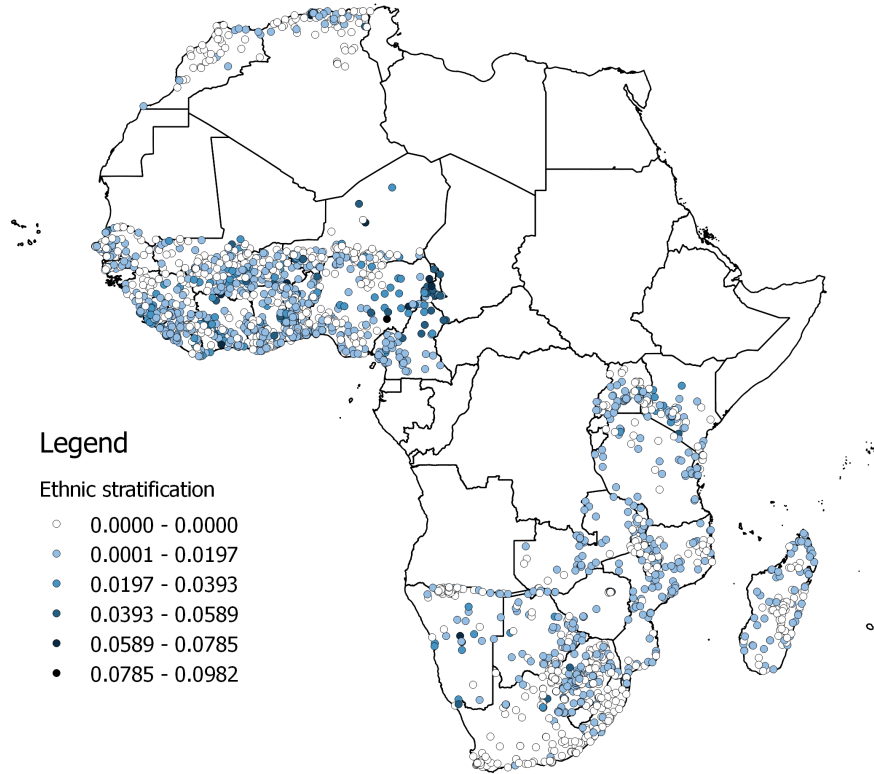 Legend
Ethnic stratification
0.0000 - 0.0000
0.0001 - 0.0197
0.0197 - 0.0393
0.0393 - 0.0589
0.0589 - 0.0785
0.0785 - 0.0982